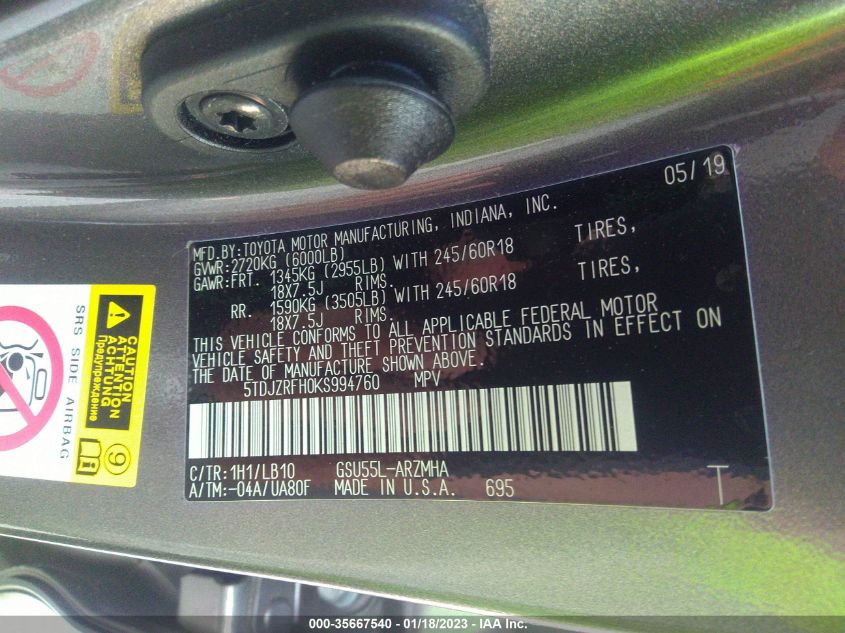 05/19
MFD.BY:TOYOTA MOTOR MANUFACTURING, INDIANA, INC.
GVWR:2720KG (6000LB)
GAWR:FRT. 1345KG (2955LB) WITH 245/60R18 TIRES,
18X7.5J RIMS.
RR. 1590KG (3505LB) WITH 245/60R18 TIRES,
18X7.5J RIMS.
THIS VEHICLE CONFORMS TO ALL APPLICABLE FEDERAL MOTOR
VEHICLE SAFETY AND THEFT PREVENTION STANDARDS IN EFFECT ON
THE DATE OF MANUFACTURE SHOWN ABOVE.
5TDJZRFH0KS994760 MPV
C/TR:1H1/LB10 GSU55L-ARZMHA
A/TM:-04A/UA80F MADE IN U.S.A. 695 T
SRS SIDE AIRBAG
CAUTION
ATTENTION
ACHTUNG
Предупреждение
9
000-35667540 - 01/18/2023 - IAA Inc.